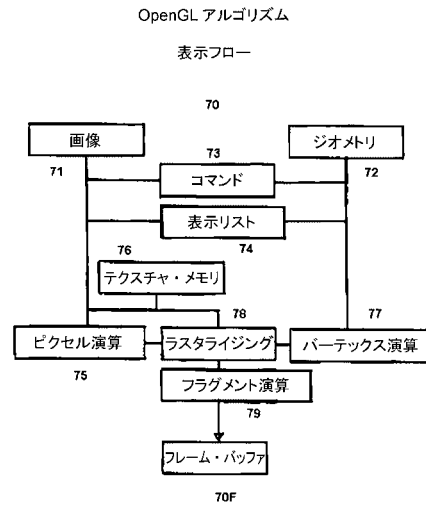 OpenGL アルゴリズム
表示フロー
70
画像
73
ジオメトリ
71
コマンド
72
表示リスト
76
74
テクスチャ・メモリ
78
77
ピクセル演算
ラスタライジング
バーテックス演算
75
フラグメント演算
79
フレーム・バッファ
70F